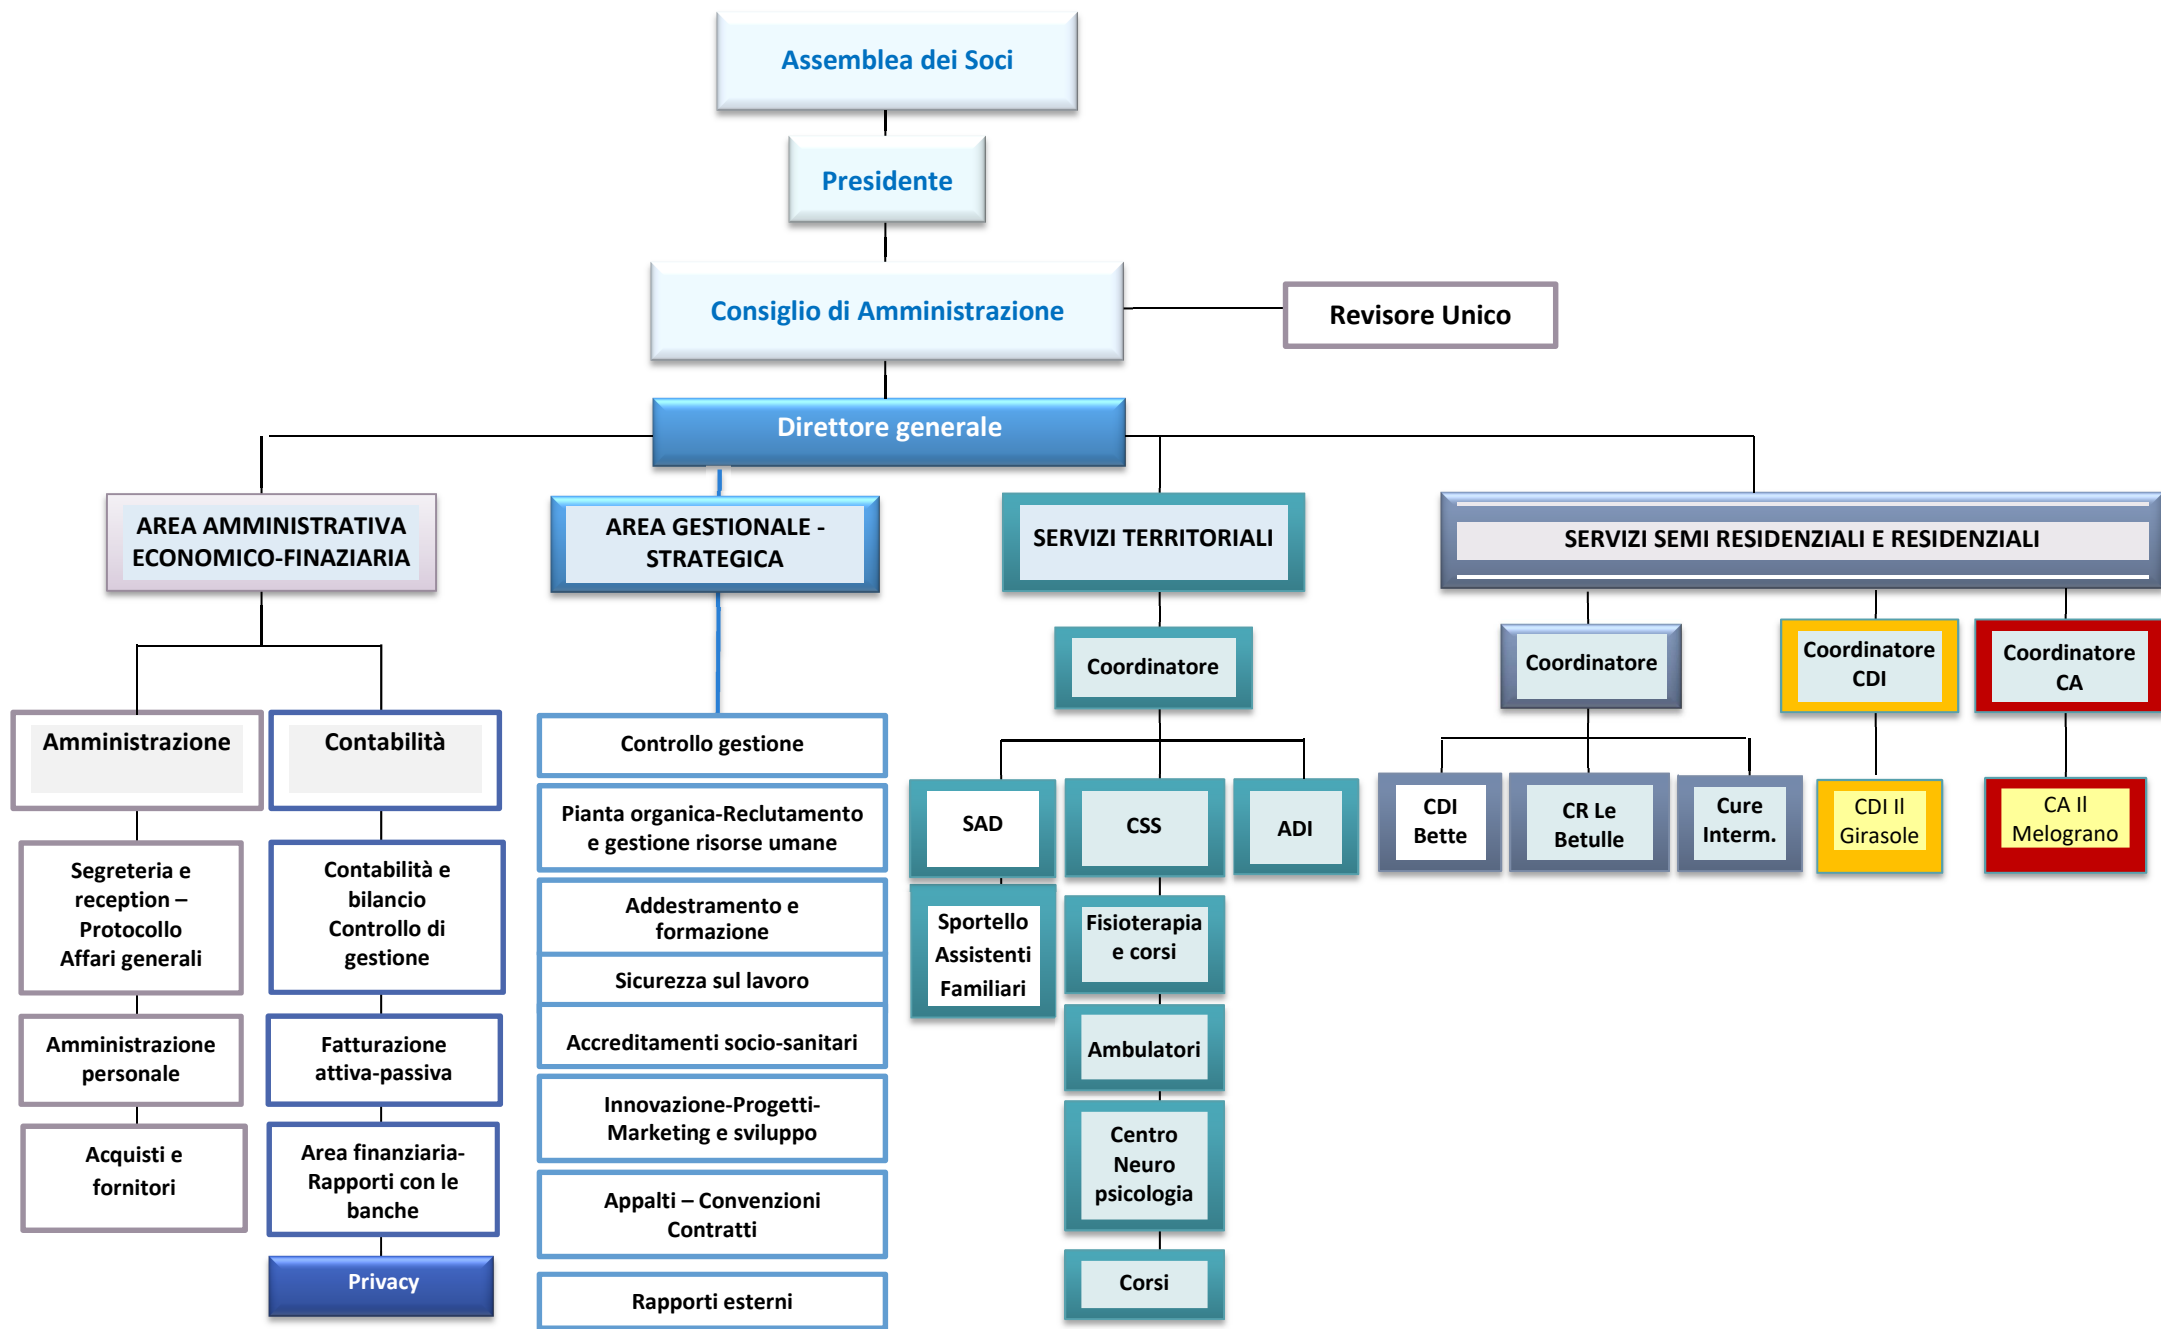 Assemblea dei Soci
Presidente
Consiglio di Amministrazione
Revisore Unico
Direttore generale
AREA AMMINISTRATIVA
ECONOMICO-FINAZIARIA
AREA GESTIONALE -
STRATEGICA
SERVIZI TERRITORIALI
SERVIZI SEMI RESIDENZIALI E RESIDENZIALI
Coordinatore
Coordinatore
Coordinatore
CDI
Coordinatore
CA
Amministrazione
Contabilità
Segreteria e
reception –
Protocollo
Affari generali
Amministrazione
personale
Acquisti e
fornitori
Contabilità e
bilancio
Controllo di
gestione
Fatturazione
attiva-passiva
Area finanziaria-
Rapporti con le
banche
Privacy
Controllo gestione
Pianta organica-Reclutamento
e gestione risorse umane
Addestramento e
formazione
Sicurezza sul lavoro
Accreditamenti socio-sanitari
Innovazione-Progetti-
Marketing e sviluppo
Appalti – Convenzioni
Contratti
Rapporti esterni
SAD
Sportello
Assistenti
Familiari
CSS
Fisioterapia
e corsi
Ambulatori
Centro
Neuro
psicologia
Corsi
ADI
CDI
Bette
CR Le
Betulle
Cure
Interm.
CDI Il
Girasole
CA Il
Melograno